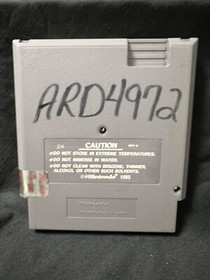 ARD4972
CAUTION
DO NOT STORE IN EXTREME TEMPERATURES.
DO NOT IMMERSE IN WATER.
DO NOT CLEAN WITH BENZENE, THINNER,
ALCOHOL OR OTHER SUCH SOLVENTS.
©Nintendo® 1985